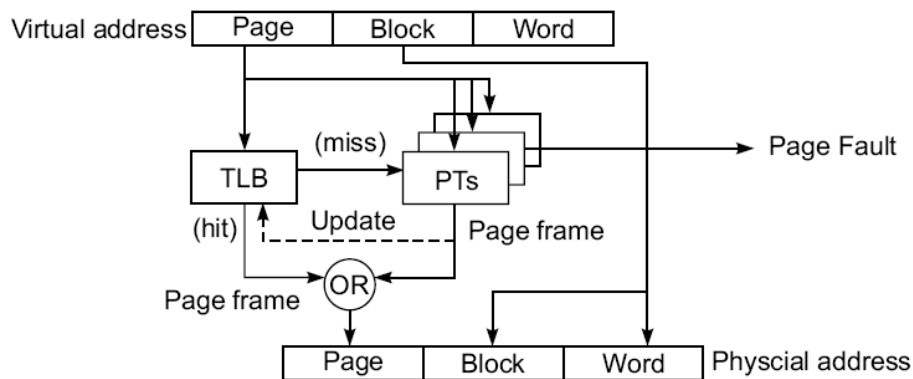 Virtual address Page Block Word
(miss)
Page Fault
TLB PTs
(hit) Update Page frame
Page frame OR
Page Block Word Physcial address